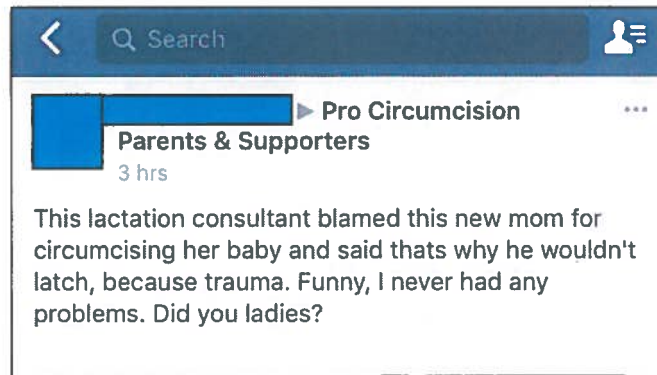 Search
Pro Circumcision
Parents & Supporters
3 hrs
This lactation consultant blamed this new mom for
circumcising her baby and said thats why he wouldn't
latch, because trauma. Funny, I never had any
problems. Did you ladies?